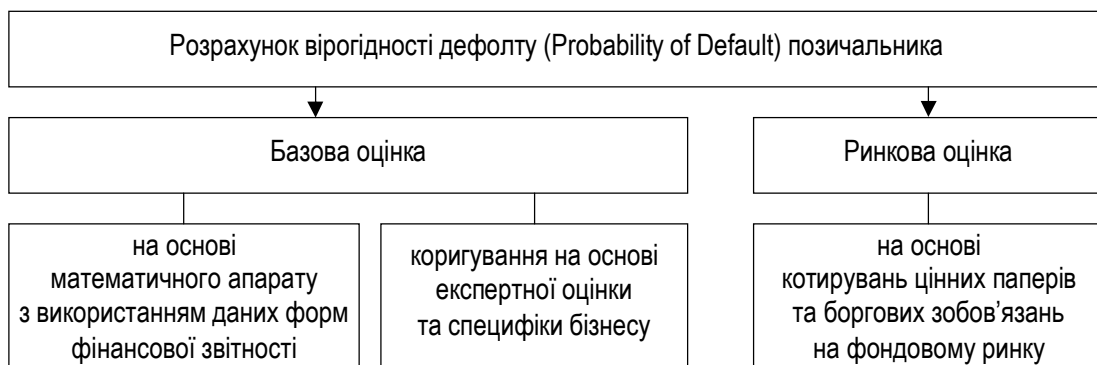 Розрахунок вірогідності дефолту (Probability of Default) позичальника
Базова оцінка
Ринкова оцінка
на основі
математичного апарату
з використанням даних форм
фінансової звітності
коригування на основі
експертної оцінки
та специфіки бізнесу
на основі
котирувань цінних паперів
та боргових зобов’язань
на фондовому ринку